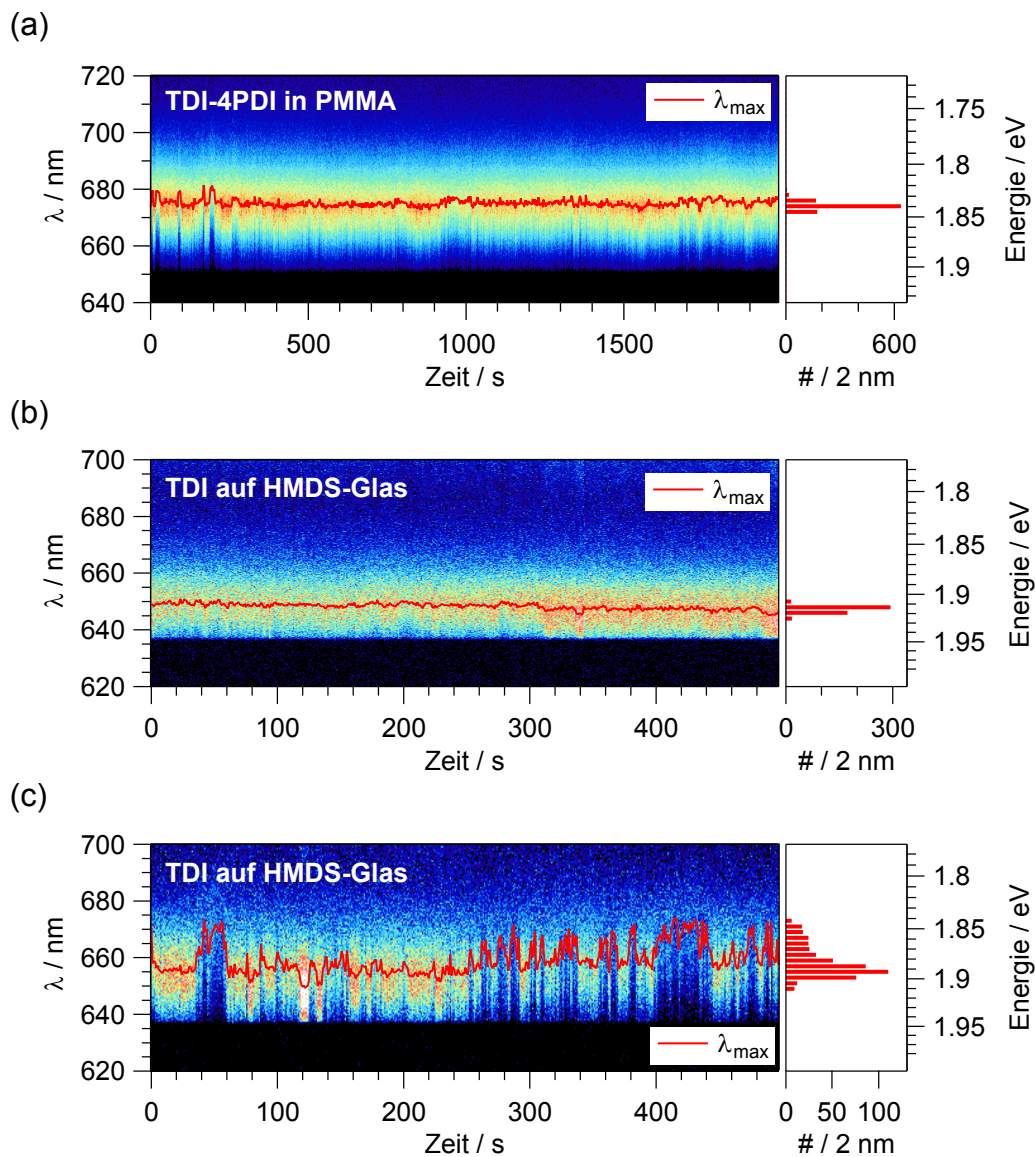 (a)
TDI-4PDI in PMMA
λmax
λ / nm
720
700
680
660
640
0
500
1000
1500
Zeit / s
1.75
1.8
1.85
1.9
Energie / eV
0
600
# / 2 nm
(b)
TDI auf HMDS-Glas
λmax
λ / nm
700
680
660
640
620
0
100
200
300
400
Zeit / s
1.8
1.85
1.9
1.95
Energie / eV
0
300
# / 2 nm
(c)
TDI auf HMDS-Glas
λmax
λ / nm
700
680
660
640
620
0
100
200
300
400
Zeit / s
1.8
1.85
1.9
1.95
Energie / eV
0
50
100
# / 2 nm